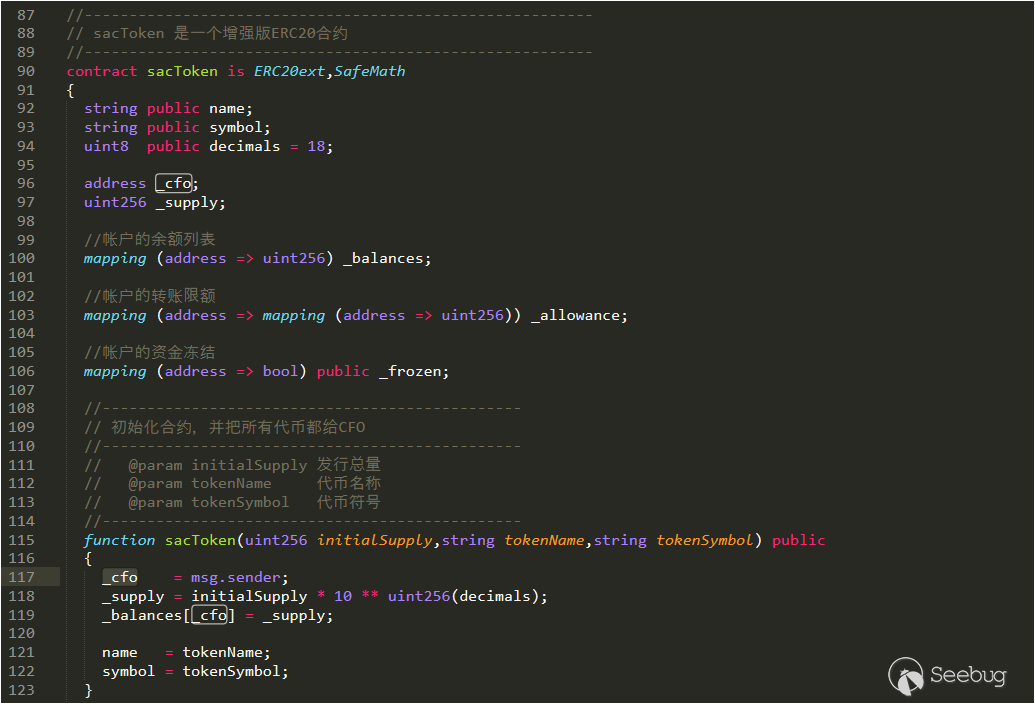 87 //---------------------------------------------------------
88 // sacToken 是一个增强版ERC20合约
89 //---------------------------------------------------------
90 contract sacToken is ERC20ext,SafeMath
91 {
92 string public name;
93 string public symbol;
94 uint8  public decimals = 18;
95
96 address _cfo;
97 uint256 _supply;
98
99 //帐户的余额列表
100 mapping (address => uint256) _balances;
101
102 //帐户的转账限额
103 mapping (address => mapping (address => uint256)) _allowance;
104
105 //帐户的资金冻结
106 mapping (address => bool) public _frozen;
107
108 //-----------------------------------------------
109 // 初始化合约, 并把所有代币都给CFO
110 //-----------------------------------------------
111 //   @param initialSupply 发行总量
112 //   @param tokenName     代币名称
113 //   @param tokenSymbol   代币符号
114 //-----------------------------------------------
115 function sacToken(uint256 initialSupply,string tokenName,string tokenSymbol) public
116 {
117 _cfo    = msg.sender;
118 _supply = initialSupply * 10 ** uint256(decimals);
119 _balances[_cfo] = _supply;
120
121 name   = tokenName;
122 symbol = tokenSymbol;
123 }
Seebug